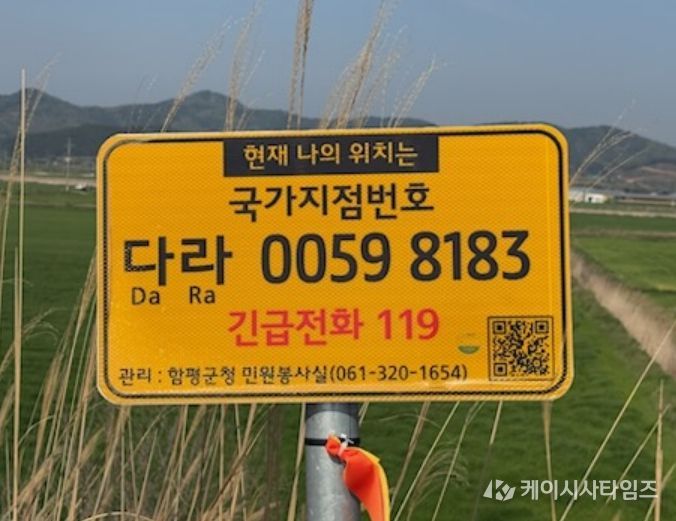 현재 나의 위치는
국가지점번호
다라 0059 8183
Da Ra
긴급전화 119
관리 : 함평군청 민원봉사실(061-320-1654)
케이시사타임즈